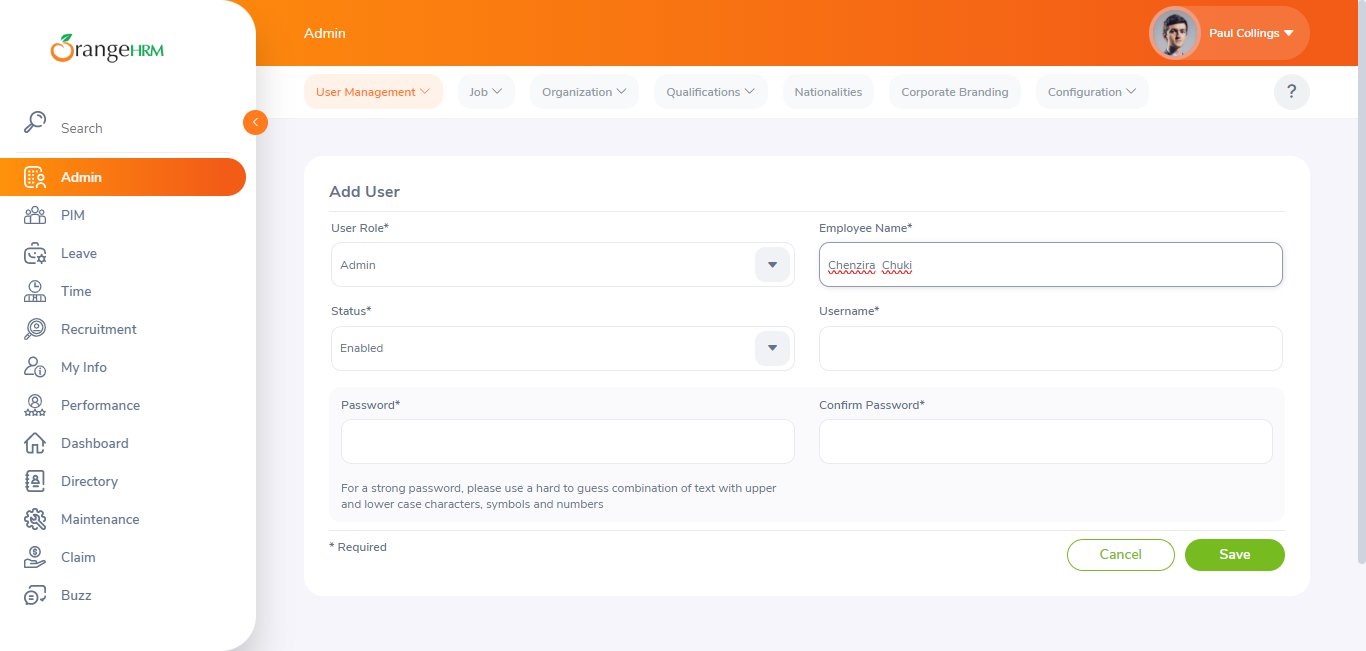 OrangeHRM
Search
Admin
PIM
Leave
Time
Recruitment
My Info
Performance
Dashboard
Directory
Maintenance
Claim
Buzz
Admin
Paul Collings
User Management
Job
Organization
Qualifications
Nationalities
Corporate Branding
Configuration
?
Add User
User Role*
Admin
Employee Name*
Chenzira Chuki
Status*
Enabled
Username*
Password*
Confirm Password*
For a strong password, please use a hard to guess combination of text with upper
and lower case characters, symbols and numbers
* Required
Cancel
Save